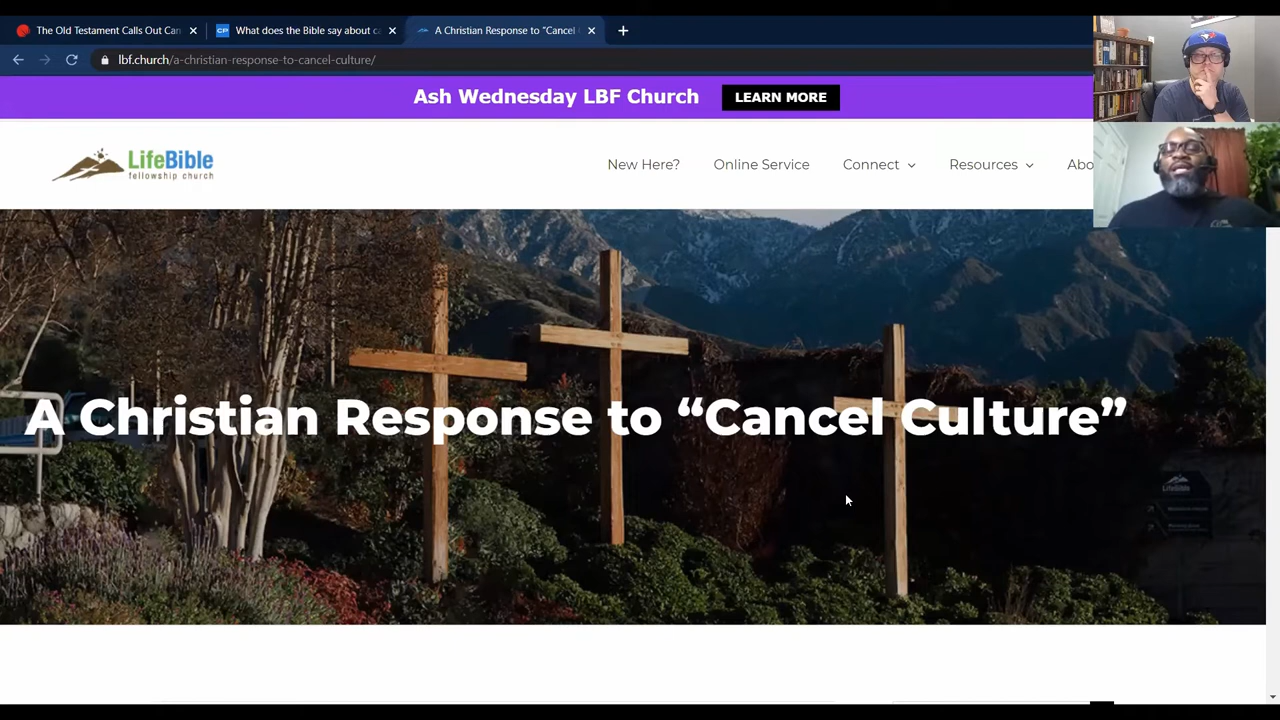 The Old Testament Calls Out Can
What does the Bible say about ca
A Christian Response to “Cancel
lbf.church/a-christian-response-to-cancel-culture/
Ash Wednesday LBF Church
LEARN MORE
LifeBible
fellowship church
New Here?
Online Service
Connect
Resources
Abo
A Christian Response to “Cancel Culture”
LifeBible